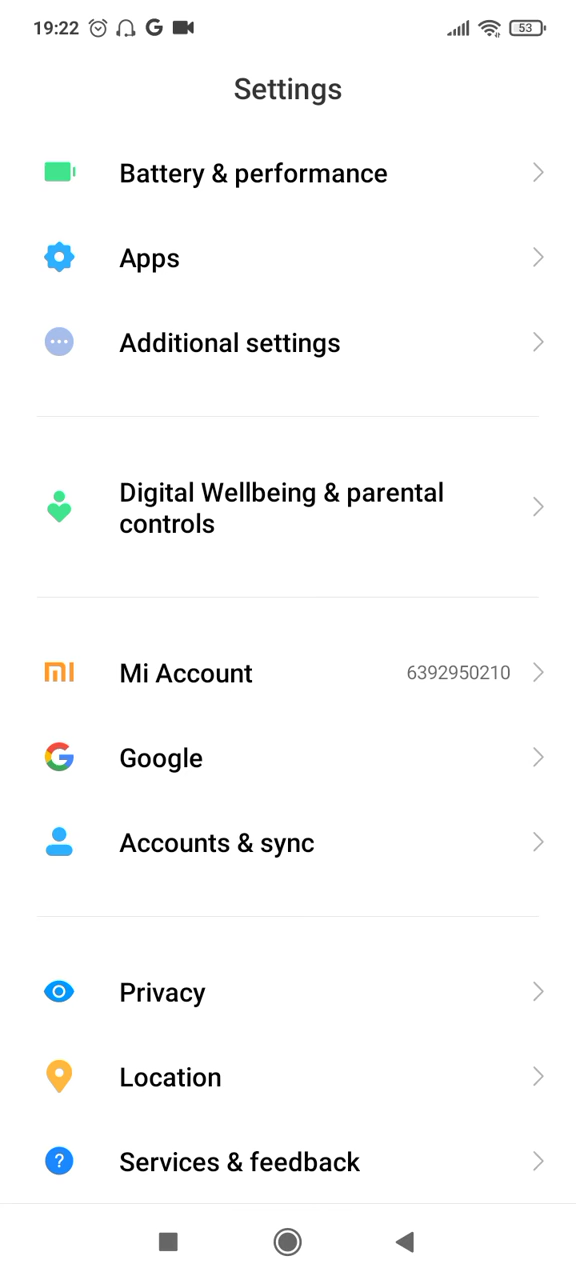 19:22 G 53
Settings
Battery & performance
Apps
Additional settings
Digital Wellbeing & parental
controls
mi Mi Account 6392950210
G Google
Accounts & sync
Privacy
Location
? Services & feedback